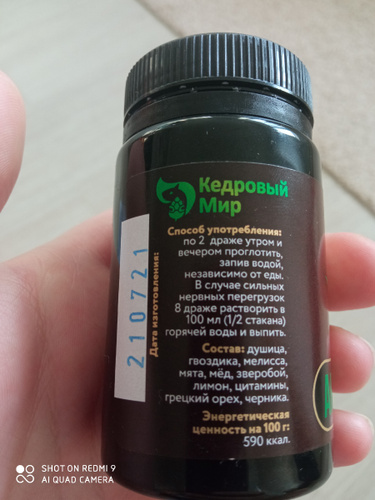 Кедровый
Мир
Способ употребления:
по 2 драже утром и
вечером проглотить,
запив водой,
независимо от еды.
В случае сильных
нервных перегрузок
8 драже растворить в
100 мл (1/2 стакана)
горячей воды и выпить.
Состав: душица,
гвоздика, мелисса,
мята, мёд, зверобой,
лимон, цитамины,
грецкий орех, черника.
Энергетическая
ценность на 100 г:
590 ккал.
Дата изготовления:
210721
SHOT ON REDMI 9
AI QUAD CAMERA